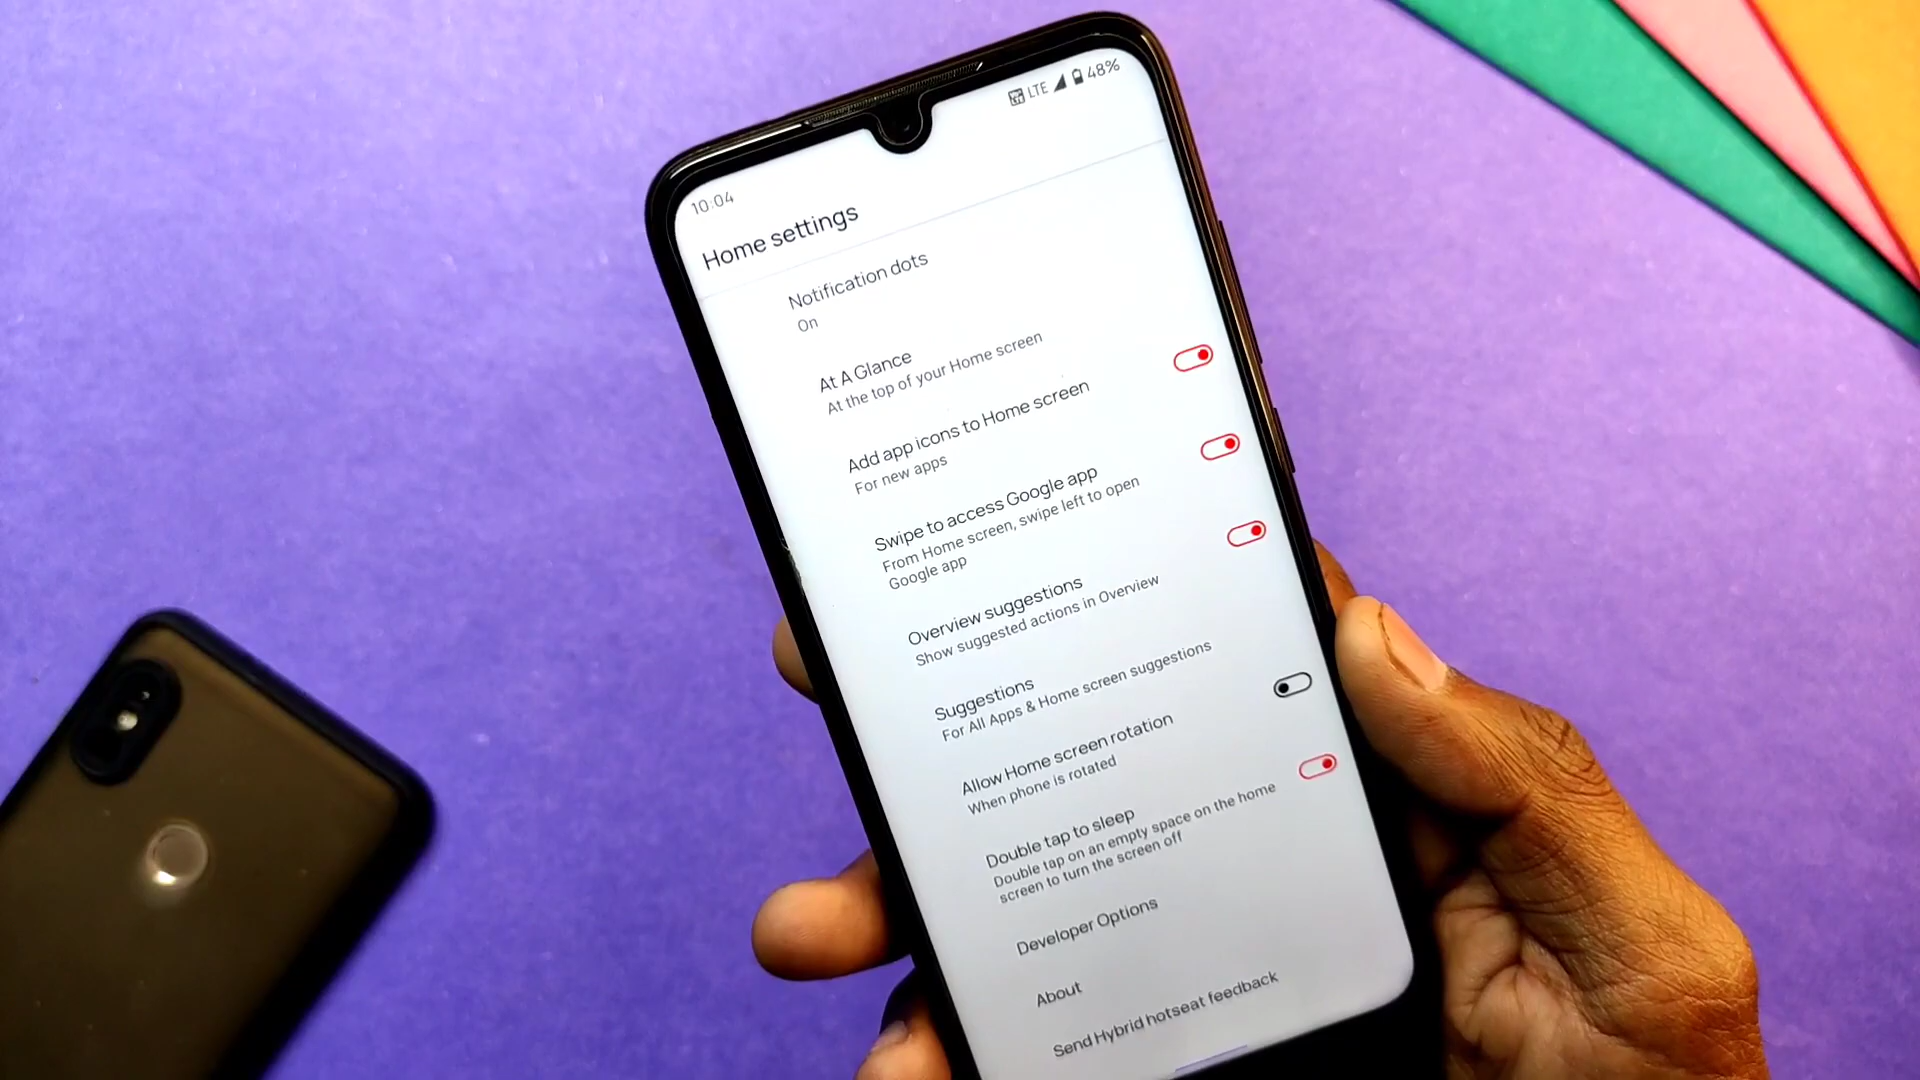 10:04
LTE 48%
Home settings
Notification dots
On
At A Glance
At the top of your Home screen
Add app icons to Home screen
For new apps
Swipe to access Google app
From Home screen, swipe left to open
Google app
Overview suggestions
Show suggested actions in Overview
Suggestions
For All Apps & Home screen suggestions
Allow Home screen rotation
When phone is rotated
Double tap to sleep
Double tap on an empty space on the home
screen to turn the screen off
Developer Options
About
Send Hybrid hotseat feedback